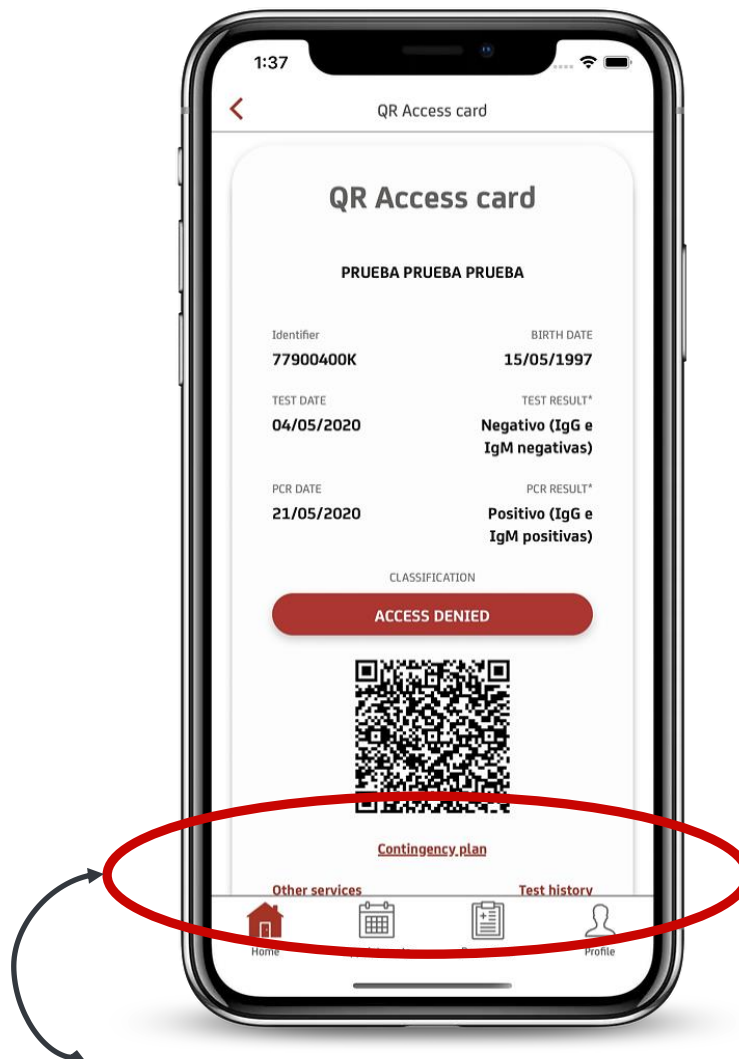 1:37
QR Access card
QR Access card
PRUEBA PRUEBA PRUEBA
Identifier BIRTH DATE
77900400K 15/05/1997
TEST DATE TEST RESULT*
04/05/2020 Negativo (IgG e
IgM negativas)
PCR DATE PCR RESULT*
21/05/2020 Positivo (IgG e
IgM positivas)
CLASSIFICATION
ACCESS DENIED
Contingency plan
Other services Test history
Home Profile